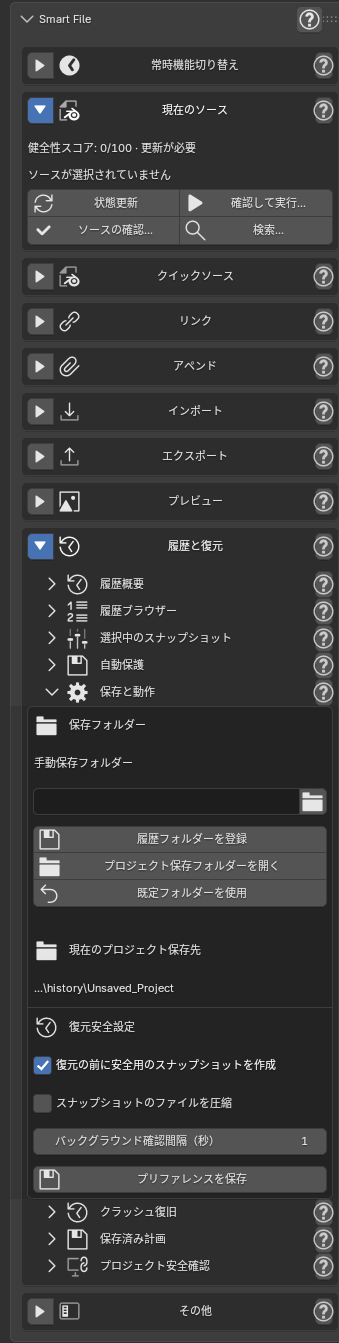 Smart File
常時機能切り替え
現在のソース
健全性スコア: 0/100 · 更新が必要
ソースが選択されていません
状態更新
確認して実行...
ソースの確認...
検索...
クイックソース
リンク
アペンド
インポート
エクスポート
プレビュー
履歴と復元
履歴概要
履歴ブラウザー
選択中のスナップショット
自動保護
保存と動作
保存フォルダー
手動保存フォルダー
履歴フォルダーを登録
プロジェクト保存フォルダーを開く
既定フォルダーを使用
現在のプロジェクト保存先
...\history\Unsaved_Project
復元安全設定
復元の前に安全用のスナップショットを作成
スナップショットのファイルを圧縮
バックグラウンド確認間隔（秒） 1
プリファレンスを保存
クラッシュ復旧
保存済み計画
プロジェクト安全確認
その他